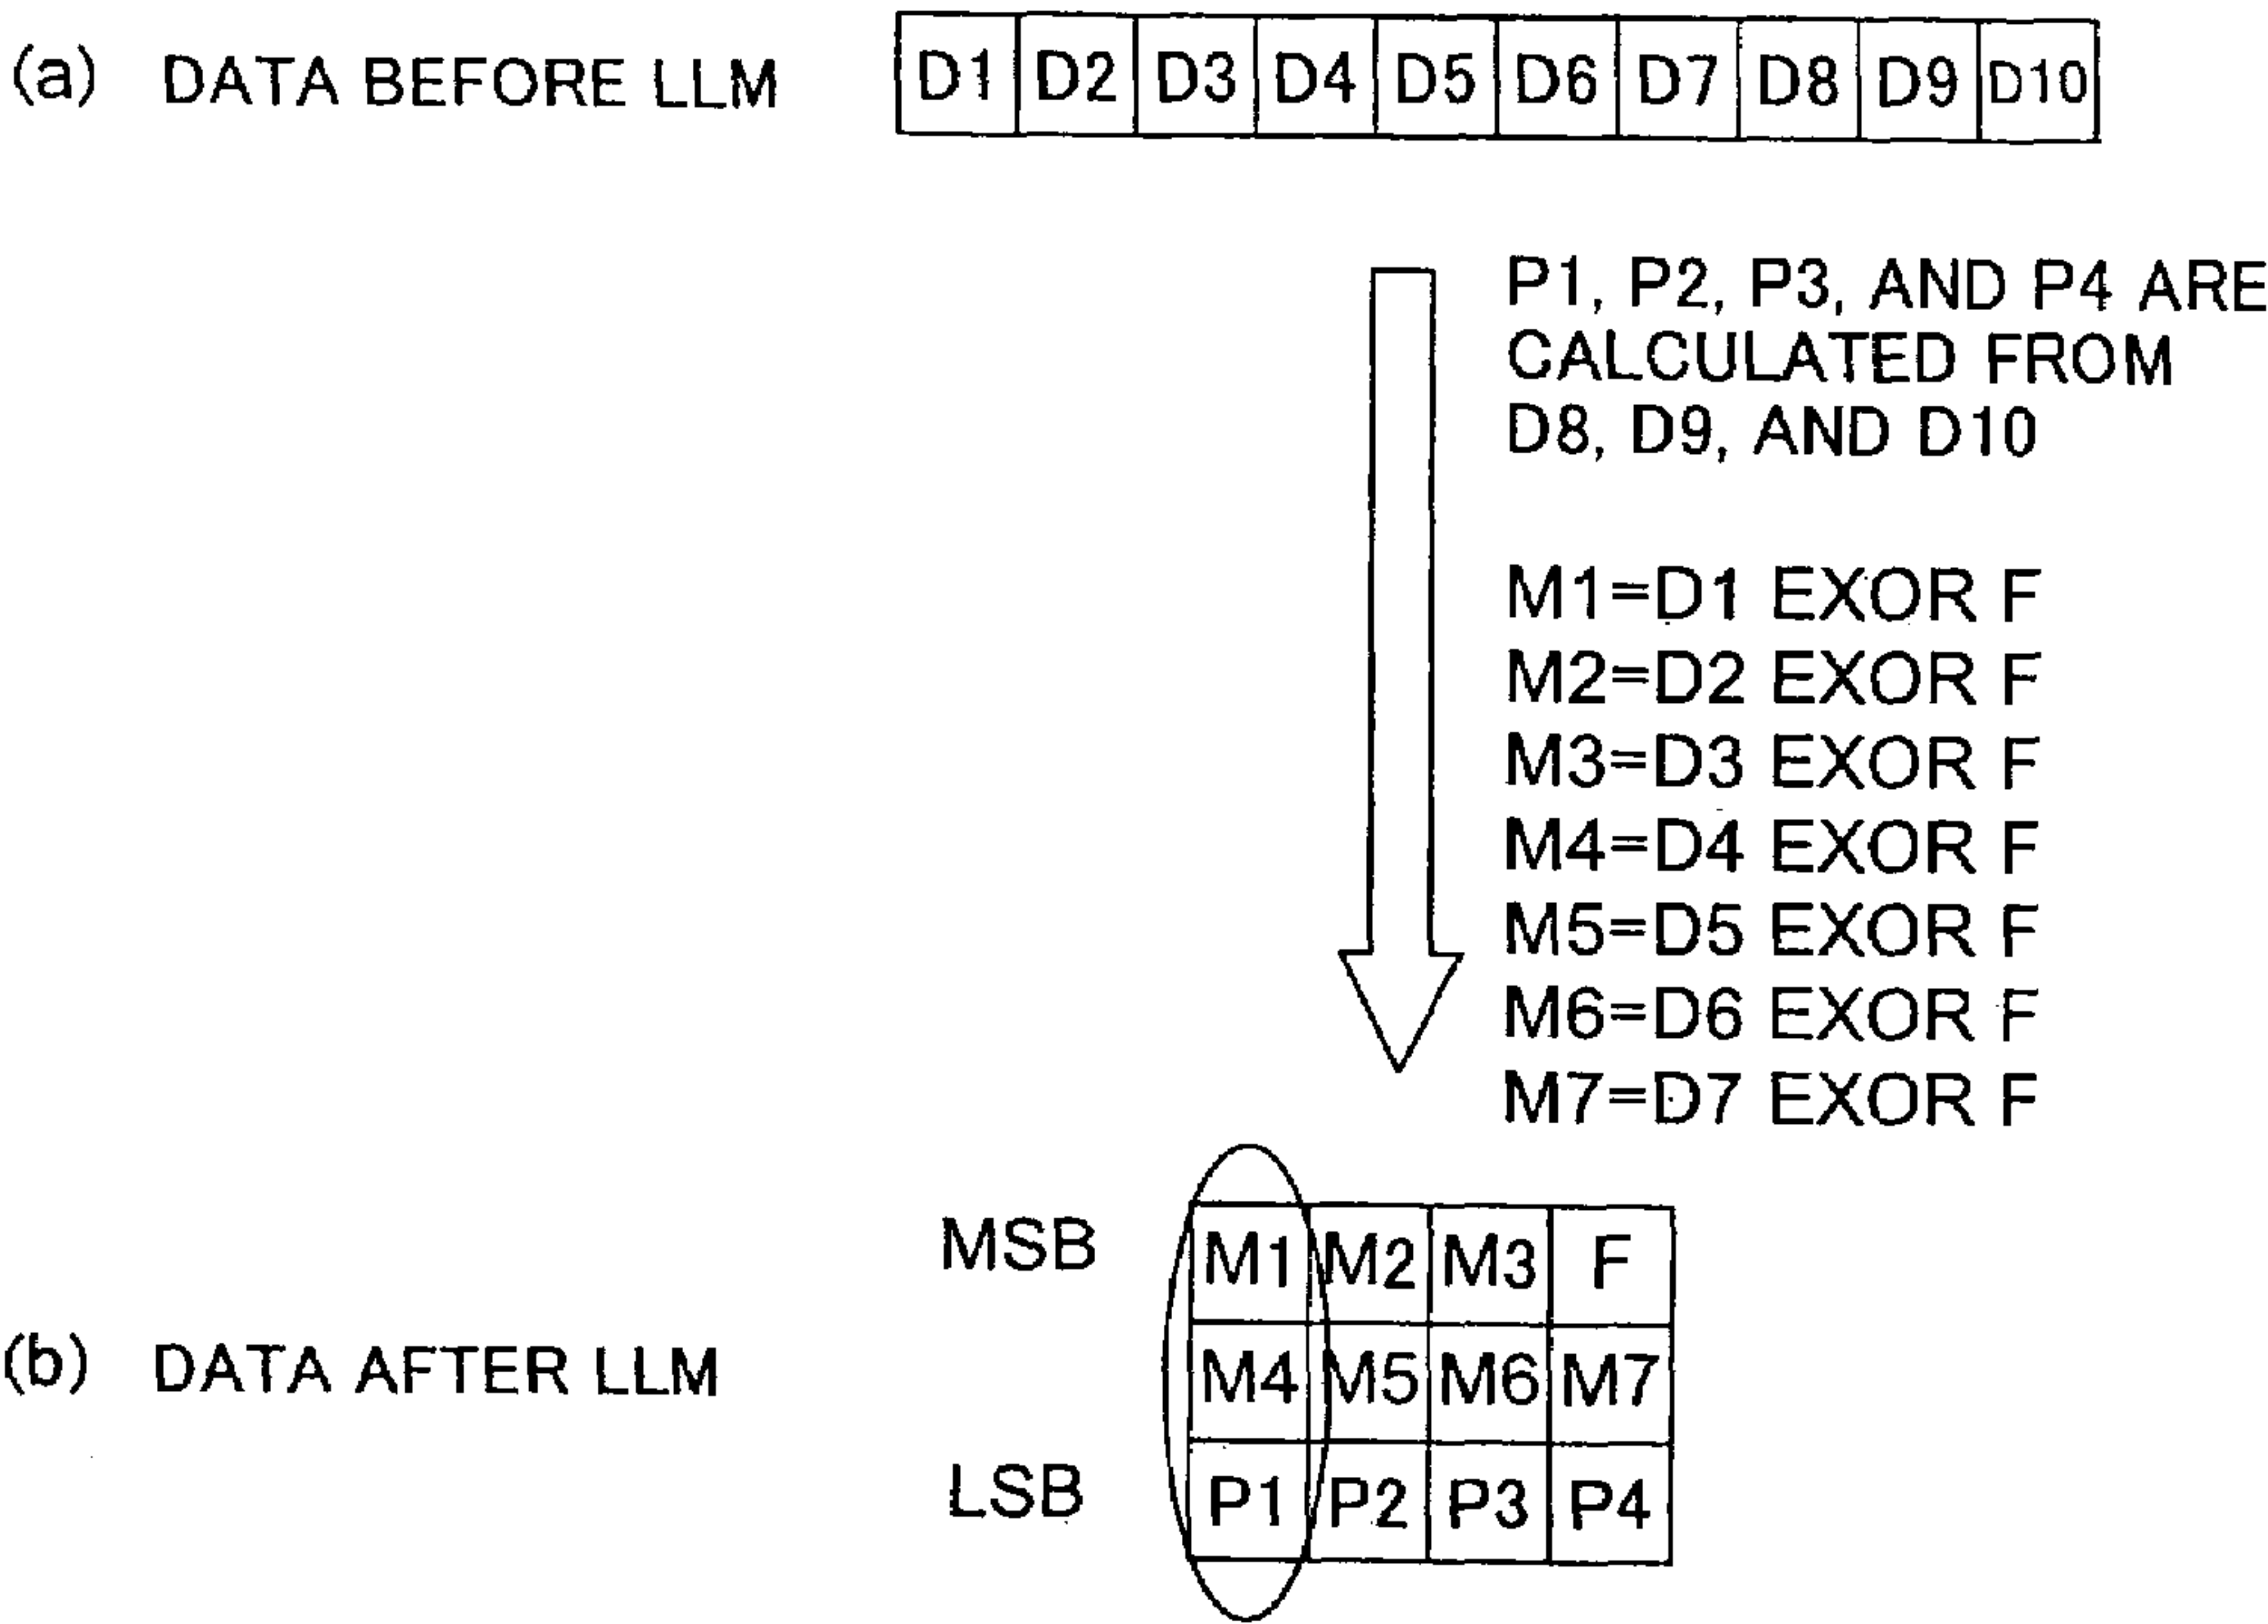 (a) DATA BEFORE LLM D1 D2 D3 D4 D5 D6 D7 D8 D9 D10
P1, P2, P3, AND P4 ARE
CALCULATED FROM
D8, D9, AND D10
M1=D1 EXOR F
M2=D2 EXOR F
M3=D3 EXOR F
M4=D4 EXOR F
M5=D5 EXOR F
M6=D6 EXOR F
M7=D7 EXOR F
MSB M1 M2 M3 F
(b) DATA AFTER LLM M4 M5 M6 M7
LSB P1 P2 P3 P4